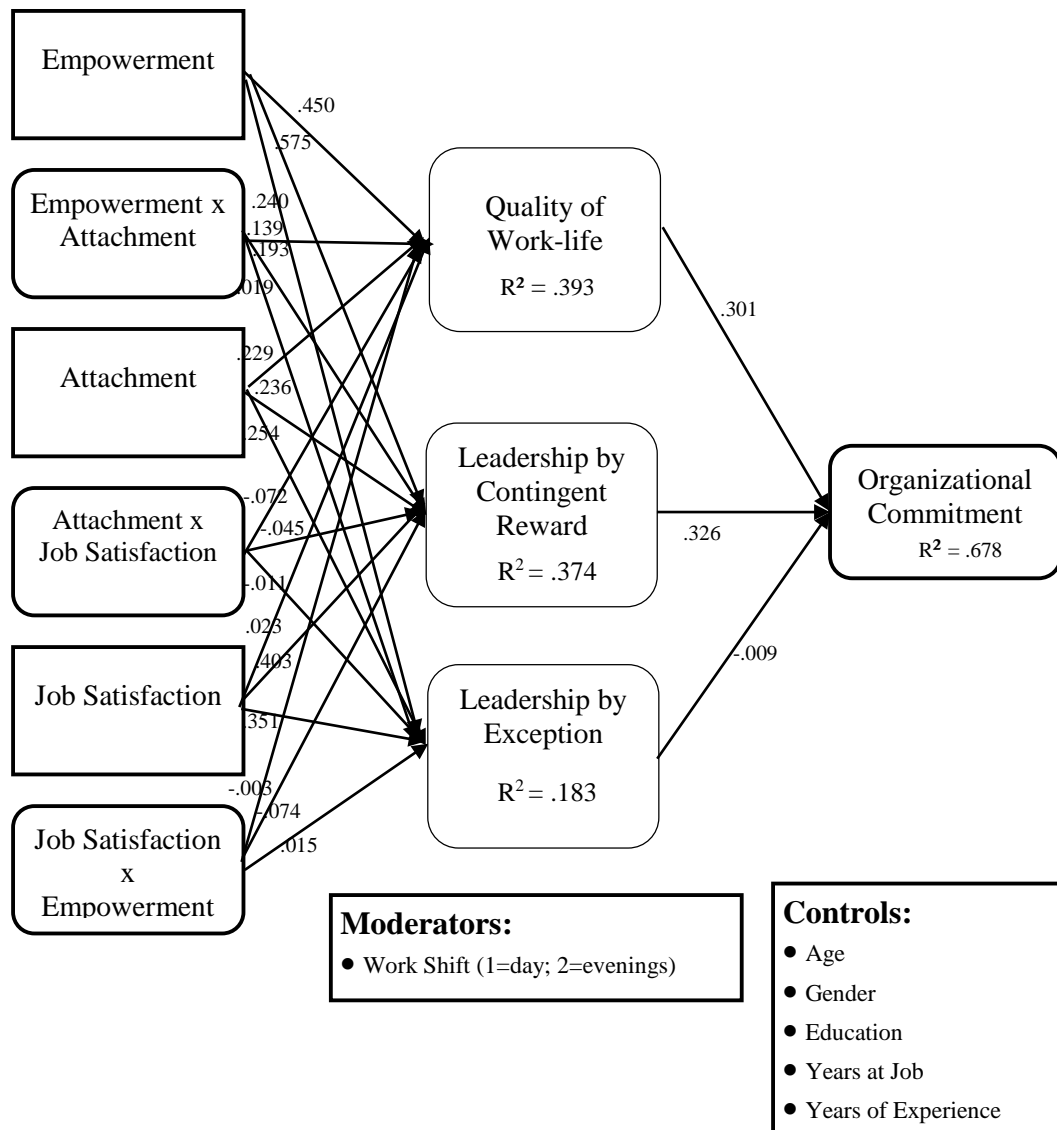 Empowerment
Empowerment x
Attachment
Attachment
Attachment x
Job Satisfaction
Job Satisfaction
Job Satisfaction
x
Empowerment
.450
.575
.240
.139
.193
.019
.229
.236
.254
-.072
-.045
-.011
.023
.403
.351
-.003
-.074
.015
Quality of
Work-life
R² = .393
Leadership by
Contingent
Reward
R² = .374
Leadership by
Exception
R² = .183
.301
.326
-.009
Organizational
Commitment
R² = .678
Moderators:
● Work Shift (1=day; 2=evenings)
Controls:
● Age
● Gender
● Education
● Years at Job
● Years of Experience